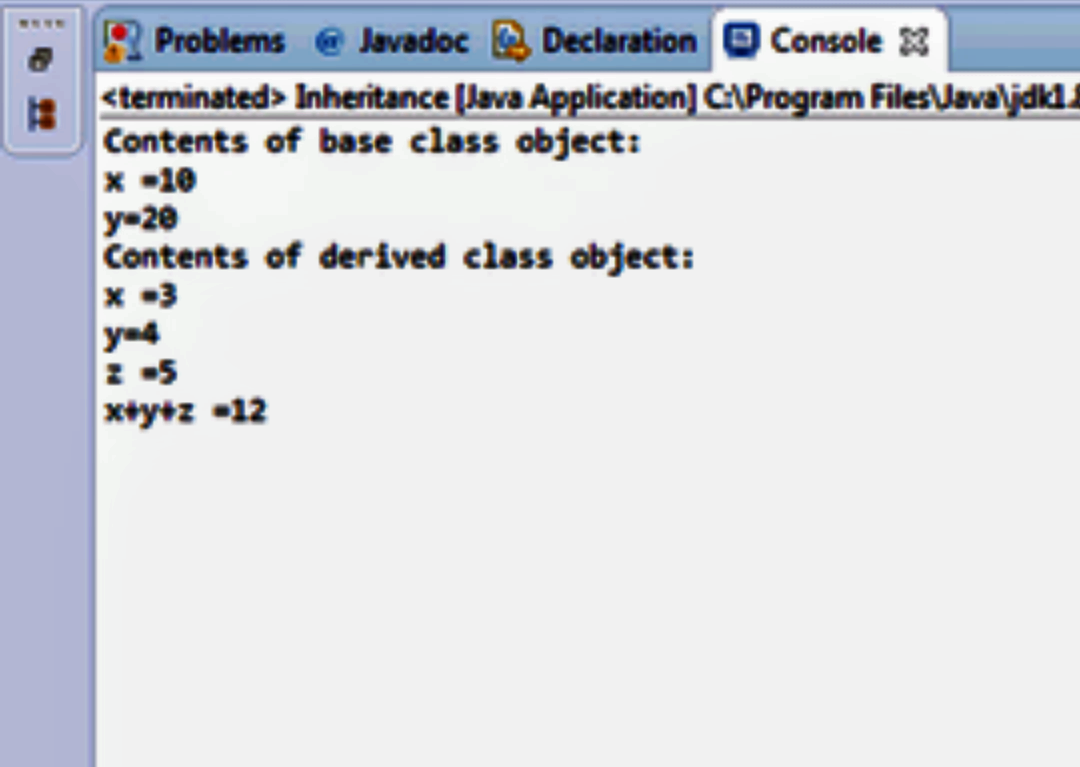 Problems @ Javadoc Declaration Console
<terminated> Inheritance [Java Application] C:\Program Files\Java\jdk1.
Contents of base class object:
x =10
y=20
Contents of derived class object:
x =3
y=4
z =5
x+y+z =12